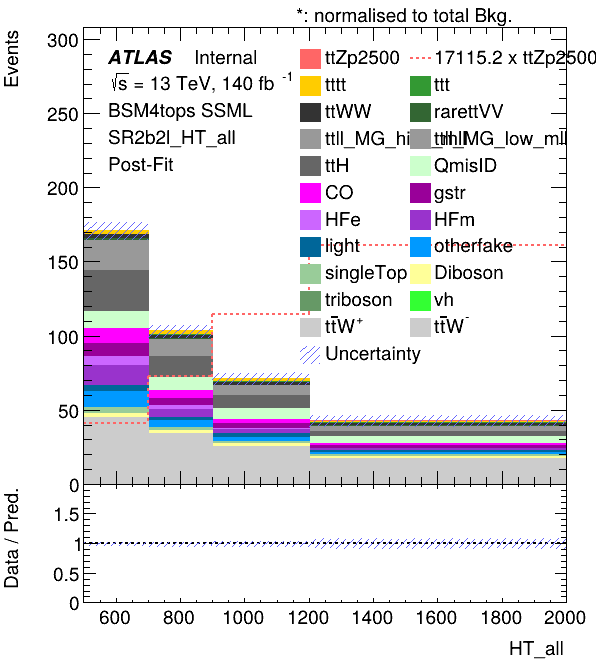 *: normalised to total Bkg.
Events
ATLAS Internal
√s = 13 TeV, 140 fb⁻¹
BSM4tops SSML
SR2b2l_HT_all
Post-Fit
ttZp2500 17115.2 x ttZp2500
tttt ttt
ttWW rarettVV
ttll_MG_hi ttll_MG_low_mll
ttH QmisID
CO gstr
HFe HFm
light otherfake
singleTop Diboson
triboson vh
tt̄W⁺ tt̄W⁻
Uncertainty
300
250
200
150
100
50
0
Data / Pred.
1.5
1
0.5
0
600 800 1000 1200 1400 1600 1800 2000
HT_all